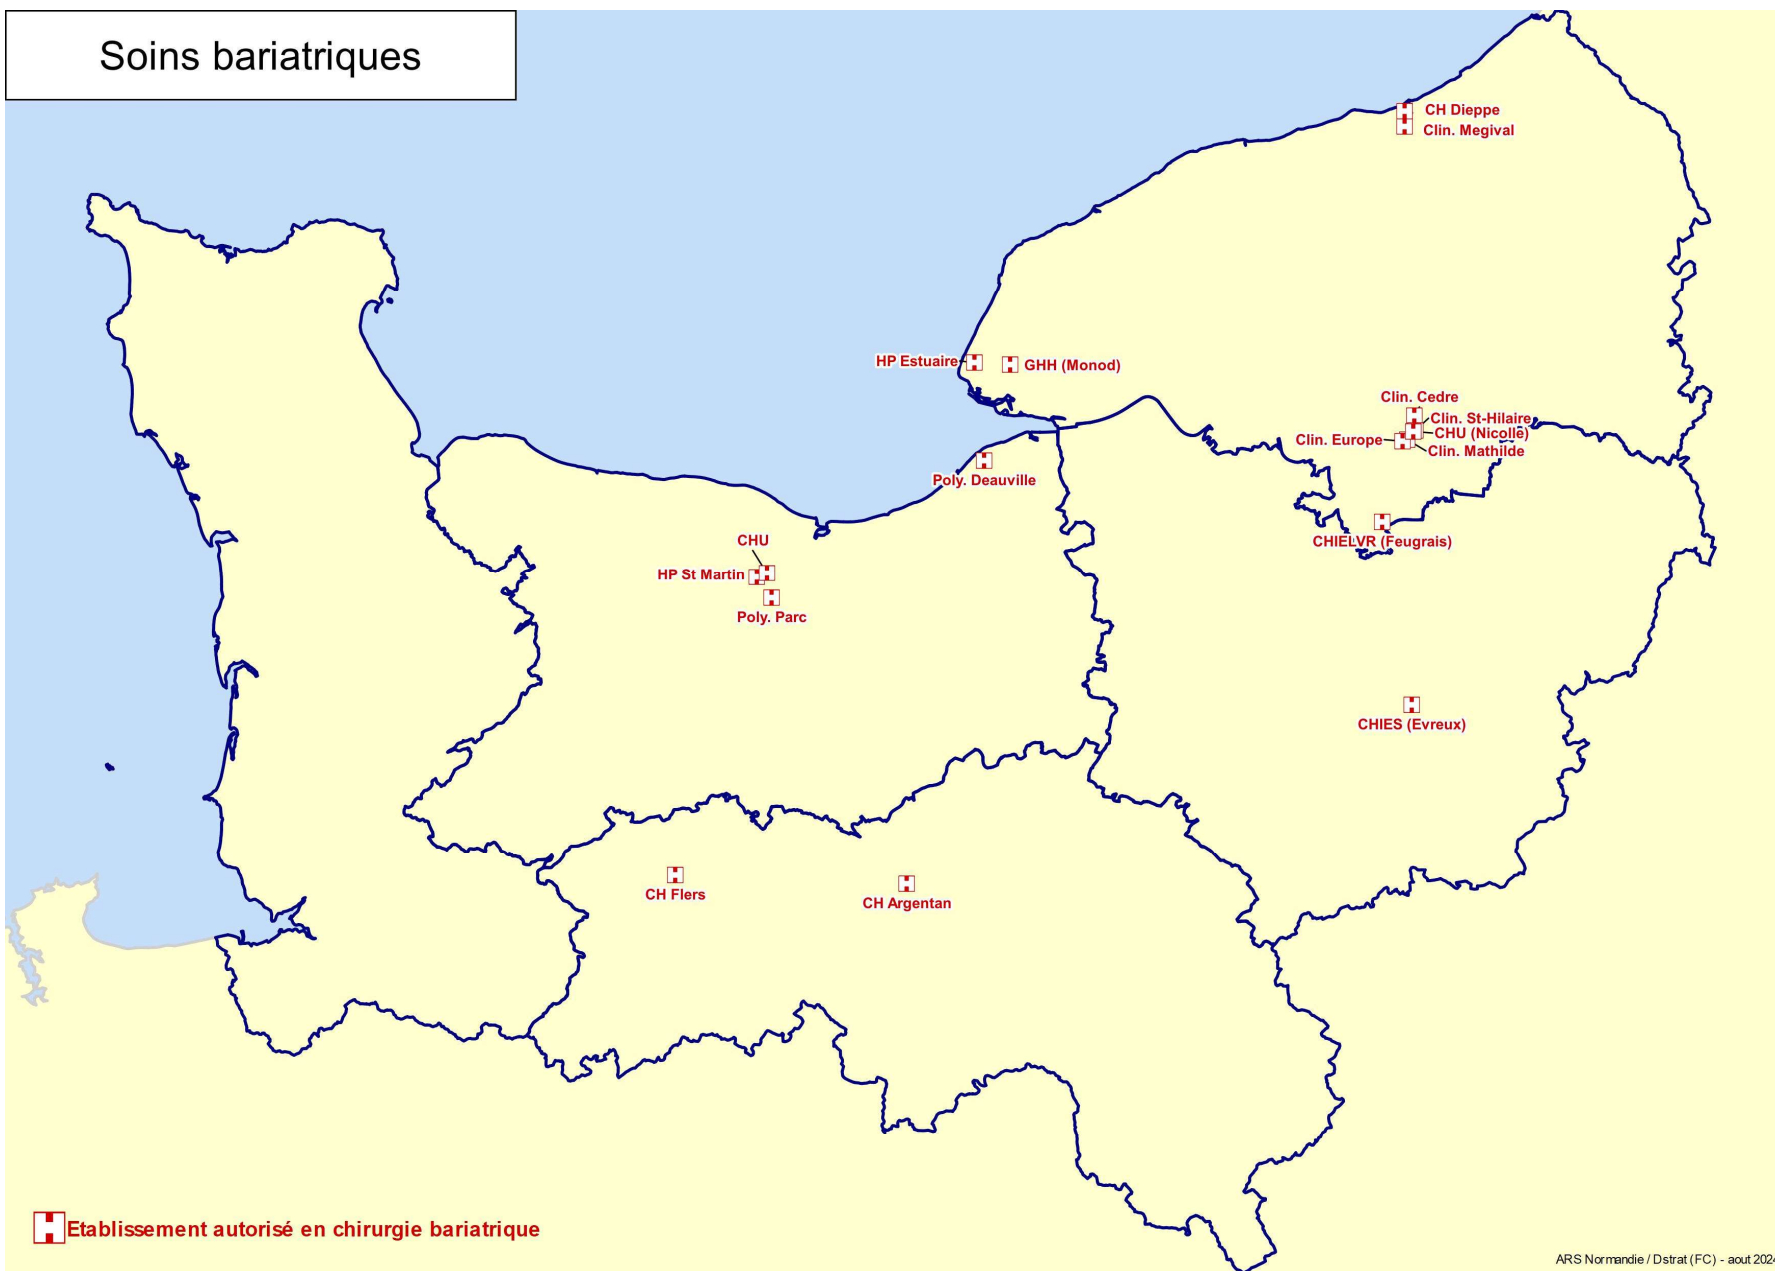 Soins bariatriques
CH Dieppe
Clin. Megival
HP Estuaire
GHH (Monod)
Clin. Cedre
Clin. St-Hilaire
CHU (Nicolle)
Clin. Europe
Clin. Mathilde
Poly. Deauville
CHIELVR (Feugrais)
CHU
HP St Martin
Poly. Parc
CHIES (Evreux)
CH Flers
CH Argentan
Etablissement autorisé en chirurgie bariatrique
ARS Normandie / Dstrat (FC) - aout 2024